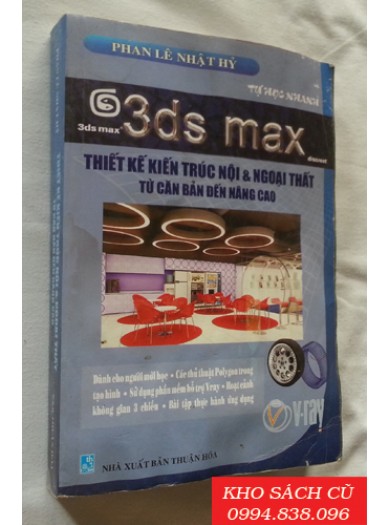 PHAN LÊ NHẬT HỶ
TỰ HỌC NHANH
3ds max
3ds max
THIẾT KẾ KIẾN TRÚC NỘI & NGOẠI THẤT
TỪ CĂN BẢN ĐẾN NÂNG CAO
Dành cho người mới học • Các thủ thuật Polygon trong
tạo hình • Sử dụng phần mềm bổ trợ Vray • Hoạt cảnh
không gian 3 chiều • Bài tập thực hành ứng dụng
V-ray
NHÀ XUẤT BẢN THUẬN HÓA
KHO SÁCH CŨ
0994.838.096